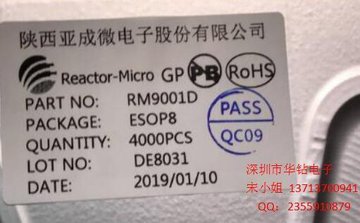 陕西亚成微电子股份有限公司
Reactor-Micro GP Pb RoHS
PART NO: RM9001D
PACKAGE: ESOP8
QUANTITY: 4000PCS
LOT NO: DE8031
DATE: 2019/01/10
PASS
QC09
深圳市华钻电子
宋小姐 13713700941
QQ: 2355910879